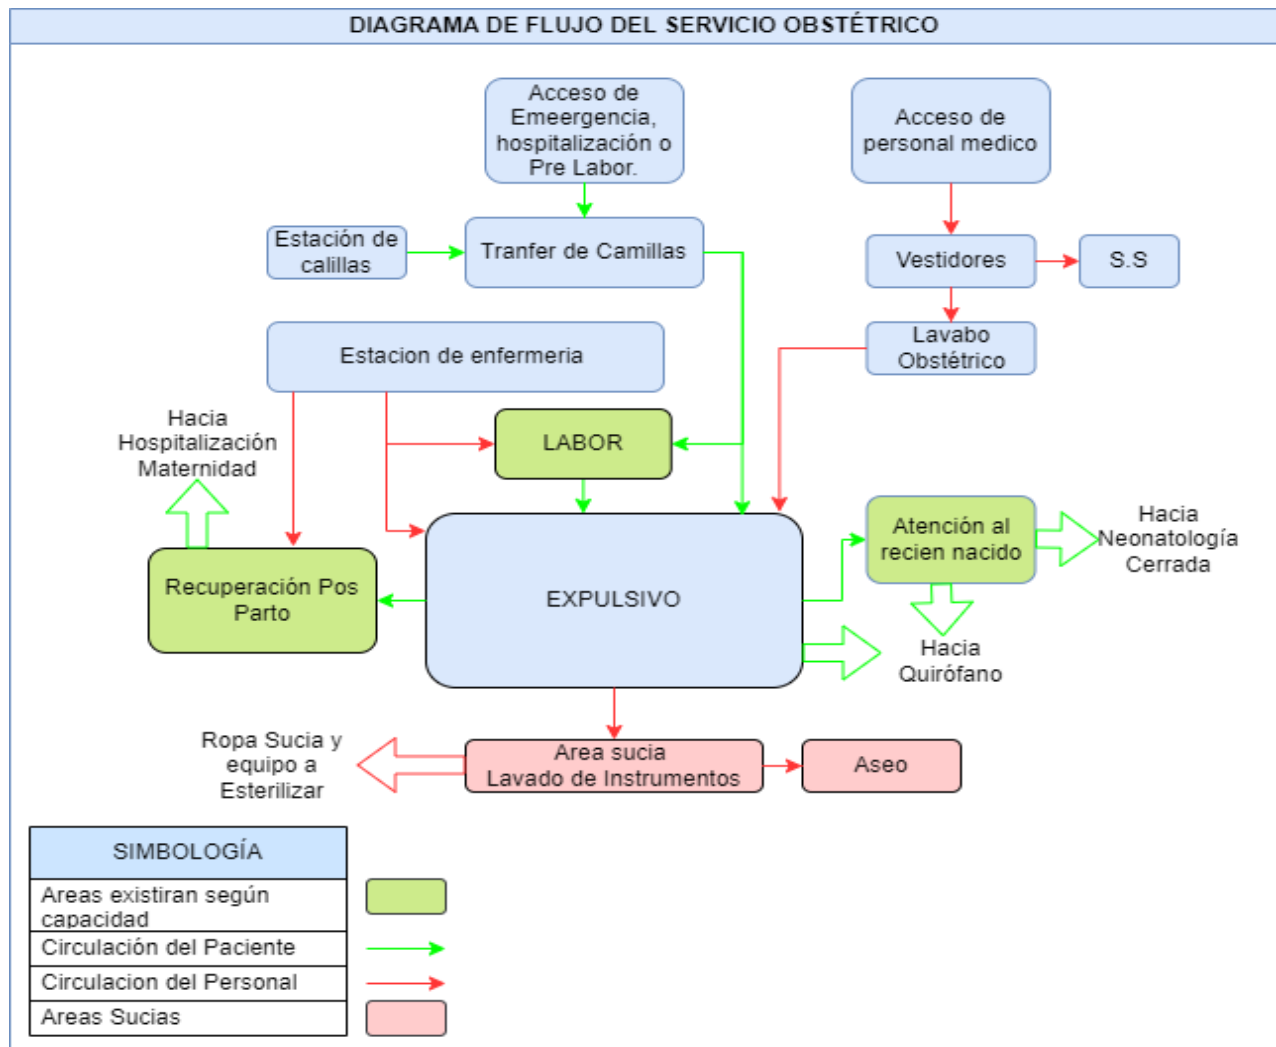 DIAGRAMA DE FLUJO DEL SERVICIO OBSTÉTRICO
Acceso de
Emeergencia,
hospitalización o
Pre Labor.
Acceso de
personal medico
Estación de
calillas
Tranfer de Camillas
Vestidores
S.S
Estacion de enfermeria
Lavabo
Obstétrico
Hacia
Hospitalización
Maternidad
LABOR
Atención al
recien nacido
Hacia
Neonatología
Cerrada
Recuperación Pos
Parto
EXPULSIVO
Hacia
Quirófano
Ropa Sucia y
equipo a
Esterilizar
Area sucia
Lavado de Instrumentos
Aseo
SIMBOLOGÍA
Areas existiran según
capacidad
Circulación del Paciente
Circulacion del Personal
Areas Sucias